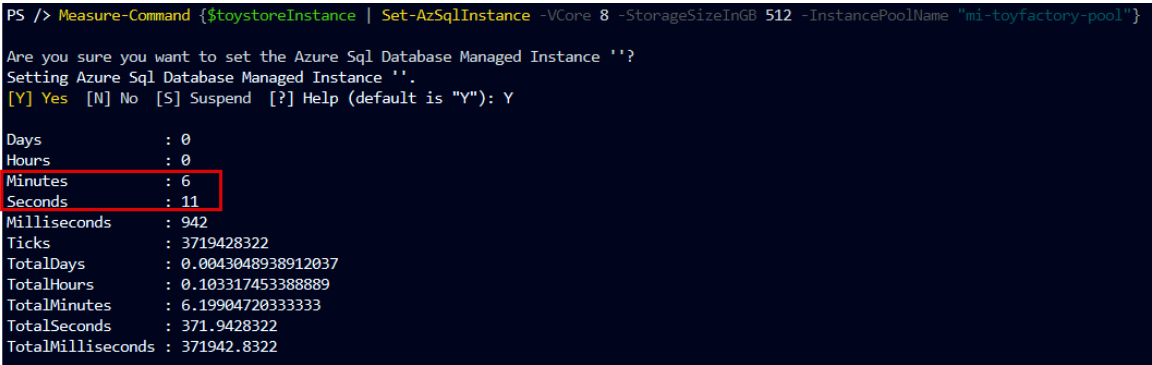 PS /> Measure-Command {$toystoreInstance | Set-AzSqlInstance -VCore 8 -StorageSizeInGB 512 -InstancePoolName "mi-toyfactory-pool"}
Are you sure you want to set the Azure Sql Database Managed Instance ''?
Setting Azure Sql Database Managed Instance ''.
[Y] Yes  [N] No  [S] Suspend  [?] Help (default is "Y"): Y
Days              : 0
Hours             : 0
Minutes           : 6
Seconds           : 11
Milliseconds      : 942
Ticks             : 3719428322
TotalDays         : 0.0043048938912037
TotalHours        : 0.103317453388889
TotalMinutes      : 6.19904720333333
TotalSeconds      : 371.9428322
TotalMilliseconds : 371942.8322